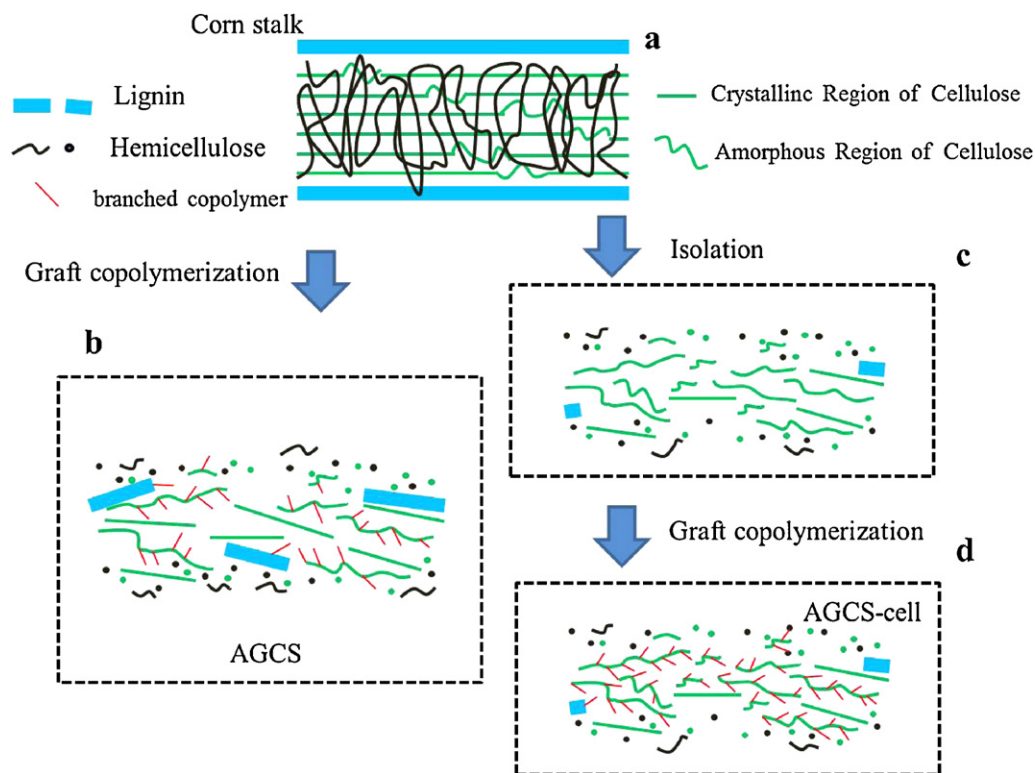 Corn stalk
a
Lignin
Hemicellulose
branched copolymer
Crystallinc Region of Cellulose
Amorphous Region of Cellulose
Graft copolymerization
Isolation
c
b
AGCS
Graft copolymerization
d
AGCS-cell